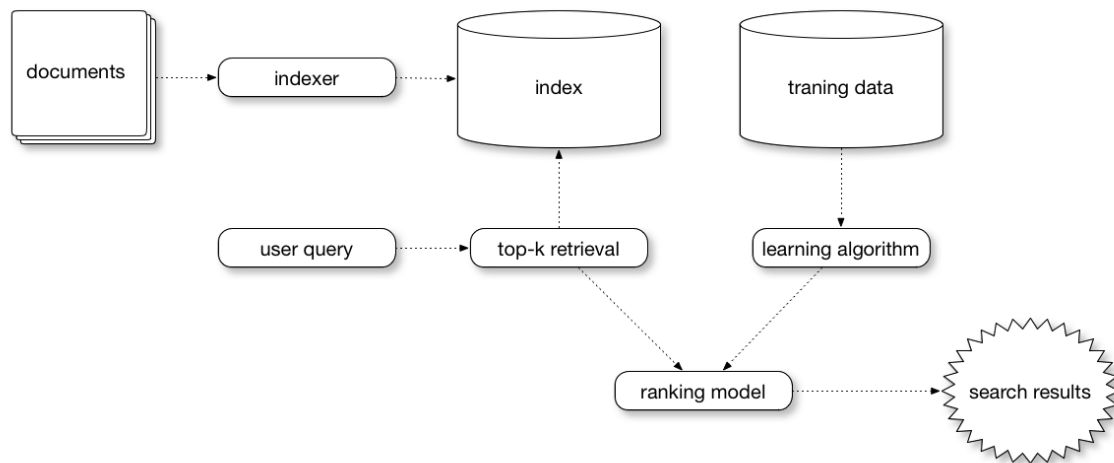 documents
indexer
index
traning data
user query
top-k retrieval
learning algorithm
ranking model
search results